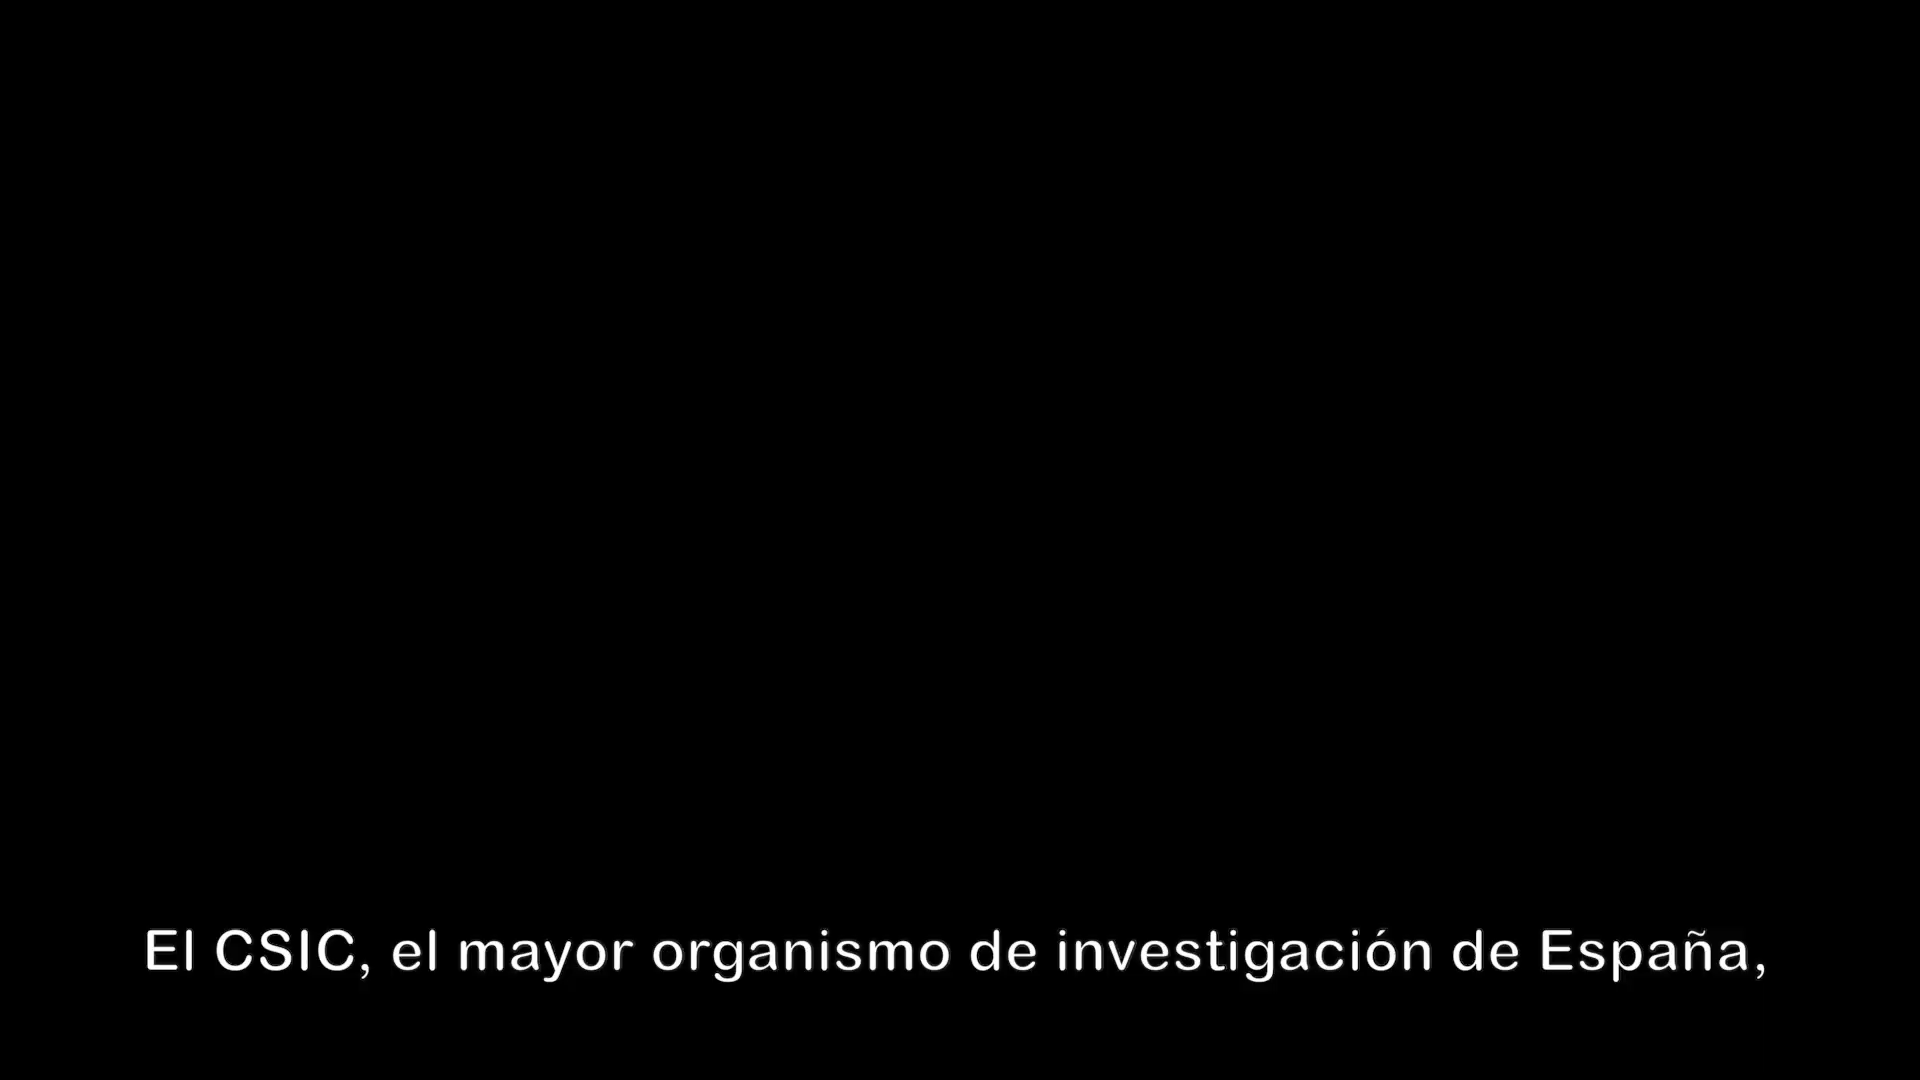 El CSIC, el mayor organismo de investigación de España,